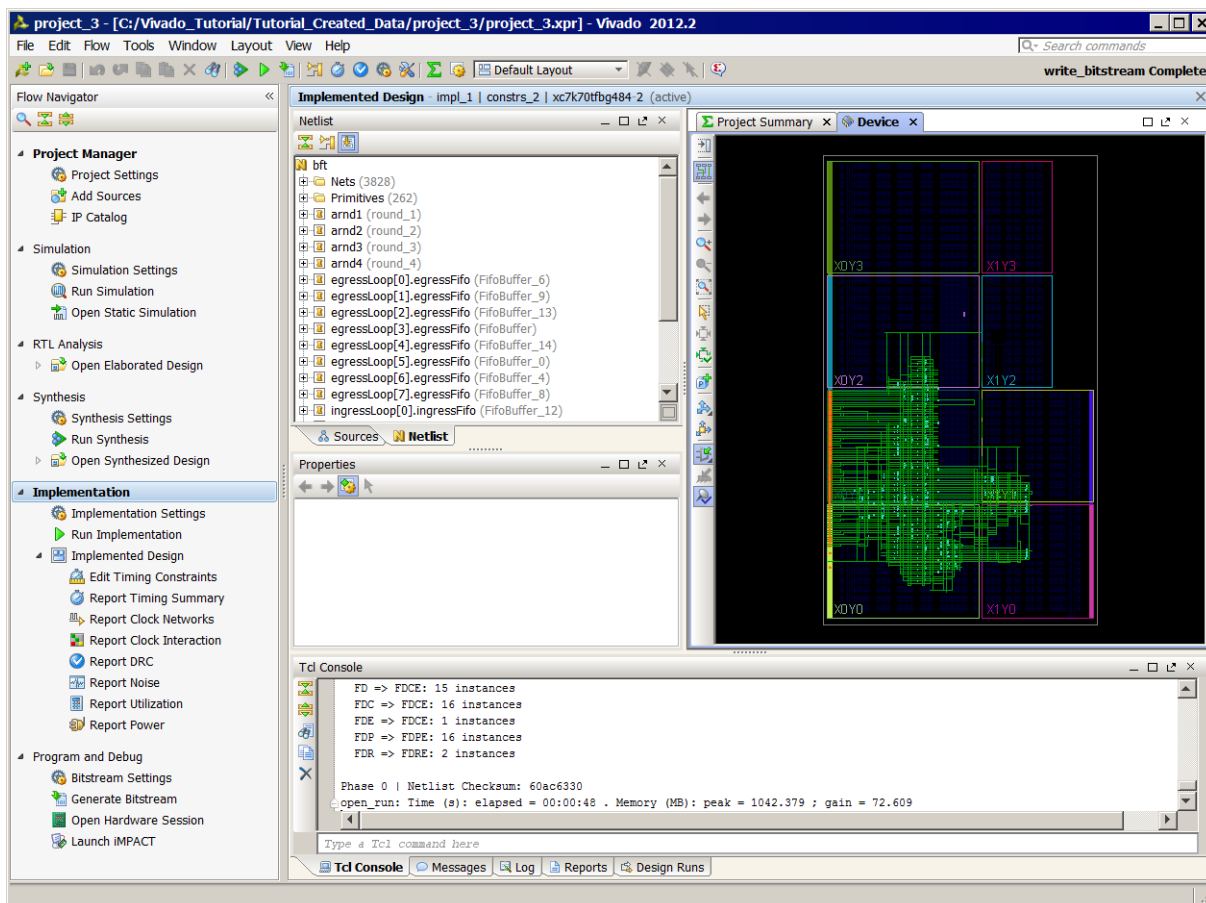 project_3 - [C:/Vivado_Tutorial/Tutorial_Created_Data/project_3/project_3.xpr] - Vivado 2012.2
File Edit Flow Tools Window Layout View Help
Search commands
Default Layout
write_bitstream Complete
Flow Navigator
Project Manager
Project Settings
Add Sources
IP Catalog
Simulation
Simulation Settings
Run Simulation
Open Static Simulation
RTL Analysis
Open Elaborated Design
Synthesis
Synthesis Settings
Run Synthesis
Open Synthesized Design
Implementation
Implementation Settings
Run Implementation
Implemented Design
Edit Timing Constraints
Report Timing Summary
Report Clock Networks
Report Clock Interaction
Report DRC
Report Noise
Report Utilization
Report Power
Program and Debug
Bitstream Settings
Generate Bitstream
Open Hardware Session
Launch iMPACT
Implemented Design - impl_1 | constrs_2 | xc7k70tfbg484-2 (active)
Netlist
bft
Nets (3828)
Primitives (262)
arnd1 (round_1)
arnd2 (round_2)
arnd3 (round_3)
arnd4 (round_4)
egressLoop[0].egressFifo (FifoBuffer_6)
egressLoop[1].egressFifo (FifoBuffer_9)
egressLoop[2].egressFifo (FifoBuffer_13)
egressLoop[3].egressFifo (FifoBuffer)
egressLoop[4].egressFifo (FifoBuffer_14)
egressLoop[5].egressFifo (FifoBuffer_0)
egressLoop[6].egressFifo (FifoBuffer_4)
egressLoop[7].egressFifo (FifoBuffer_8)
ingressLoop[0].ingressFifo (FifoBuffer_12)
Sources Netlist
Properties
Project Summary Device
X0Y3 X1Y3
X0Y2 X1Y2
X0Y0 X1Y0
Tcl Console
FD => FDCE: 15 instances
FDC => FDCE: 16 instances
FDE => FDCE: 1 instances
FDP => FDPE: 16 instances
FDR => FDRE: 2 instances
Phase 0 | Netlist Checksum: 60ac6330
open_run: Time (s): elapsed = 00:00:48 . Memory (MB): peak = 1042.379 ; gain = 72.609
Type a Tcl command here
Tcl Console Messages Log Reports Design Runs